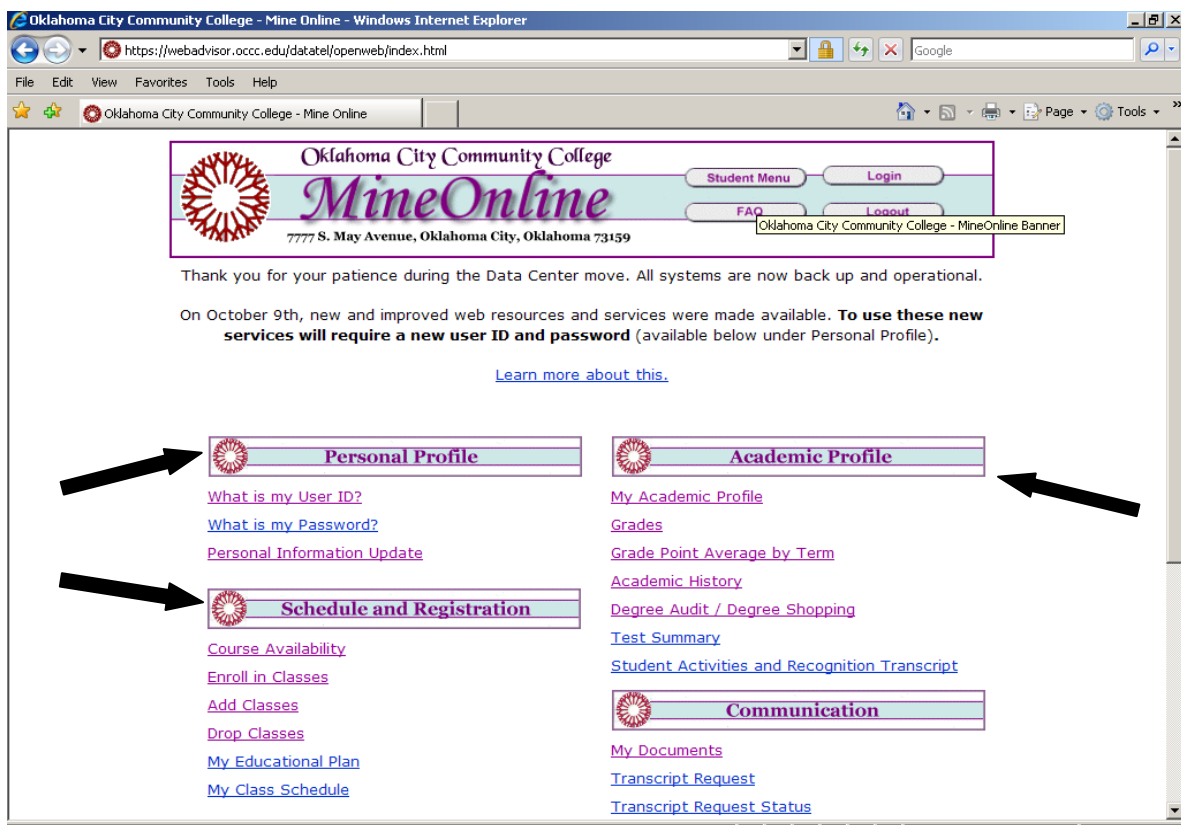 Oklahoma City Community College - Mine Online - Windows Internet Explorer
https://webadvisor.occc.edu/datatel/openweb/index.html
Google
File Edit View Favorites Tools Help
Oklahoma City Community College - Mine Online
Page Tools »
Oklahoma City Community College
MineOnline
7777 S. May Avenue, Oklahoma City, Oklahoma 73159
Student Menu Login
FAQ Logout
Oklahoma City Community College - MineOnline Banner
Thank you for your patience during the Data Center move. All systems are now back up and operational.
On October 9th, new and improved web resources and services were made available. To use these new
services will require a new user ID and password (available below under Personal Profile).
Learn more about this.
Personal Profile
What is my User ID?
What is my Password?
Personal Information Update
Schedule and Registration
Course Availability
Enroll in Classes
Add Classes
Drop Classes
My Educational Plan
My Class Schedule
Academic Profile
My Academic Profile
Grades
Grade Point Average by Term
Academic History
Degree Audit / Degree Shopping
Test Summary
Student Activities and Recognition Transcript
Communication
My Documents
Transcript Request
Transcript Request Status